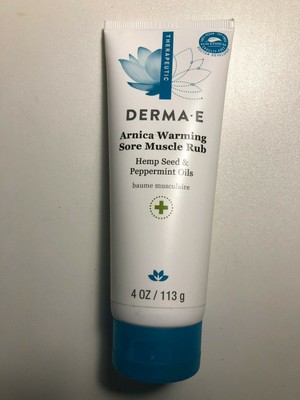 THERAPEUTIC
DERMA·E
Arnica Warming
Sore Muscle Rub
Hemp Seed &
Peppermint Oils
baume musculaire
4 OZ / 113 g